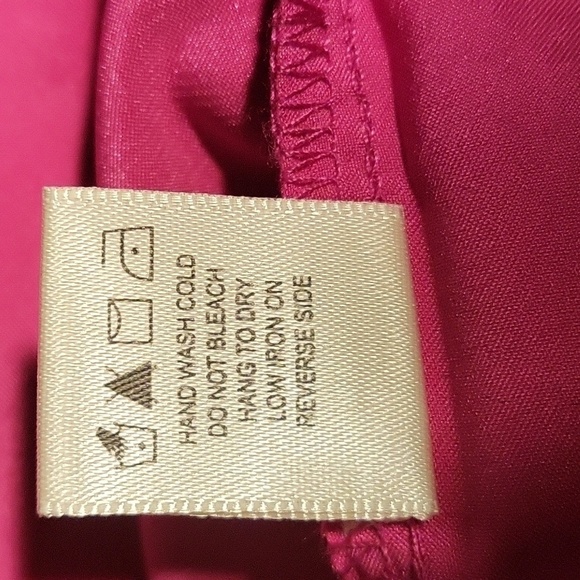 HAND WASH COLD
DO NOT BLEACH
HANG TO DRY
LOW IRON ON
REVERSE SIDE